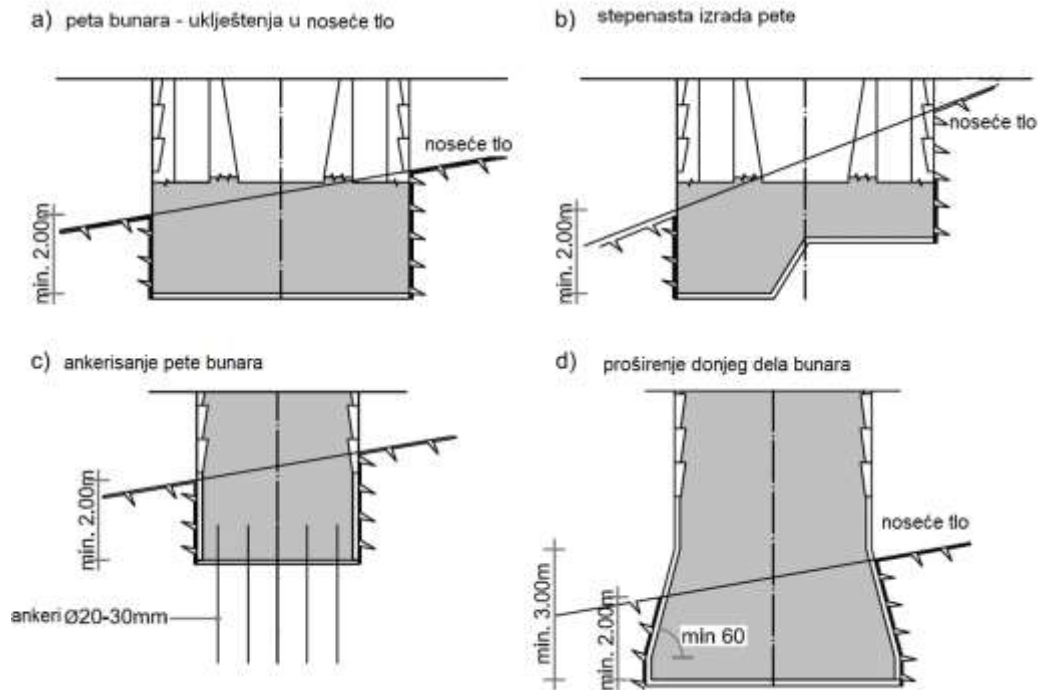 a) peta bunara - uklještenja u noseće tlo
noseće tlo
min. 2.00m
b) stepenasta izrada pete
noseće tlo
min. 2.00m
c) ankerisanje pete bunara
min. 2.00m
ankeri Ø20-30mm
d) proširenje donjeg dela bunara
noseće tlo
min. 3.00m
min. 2.00m
min 60